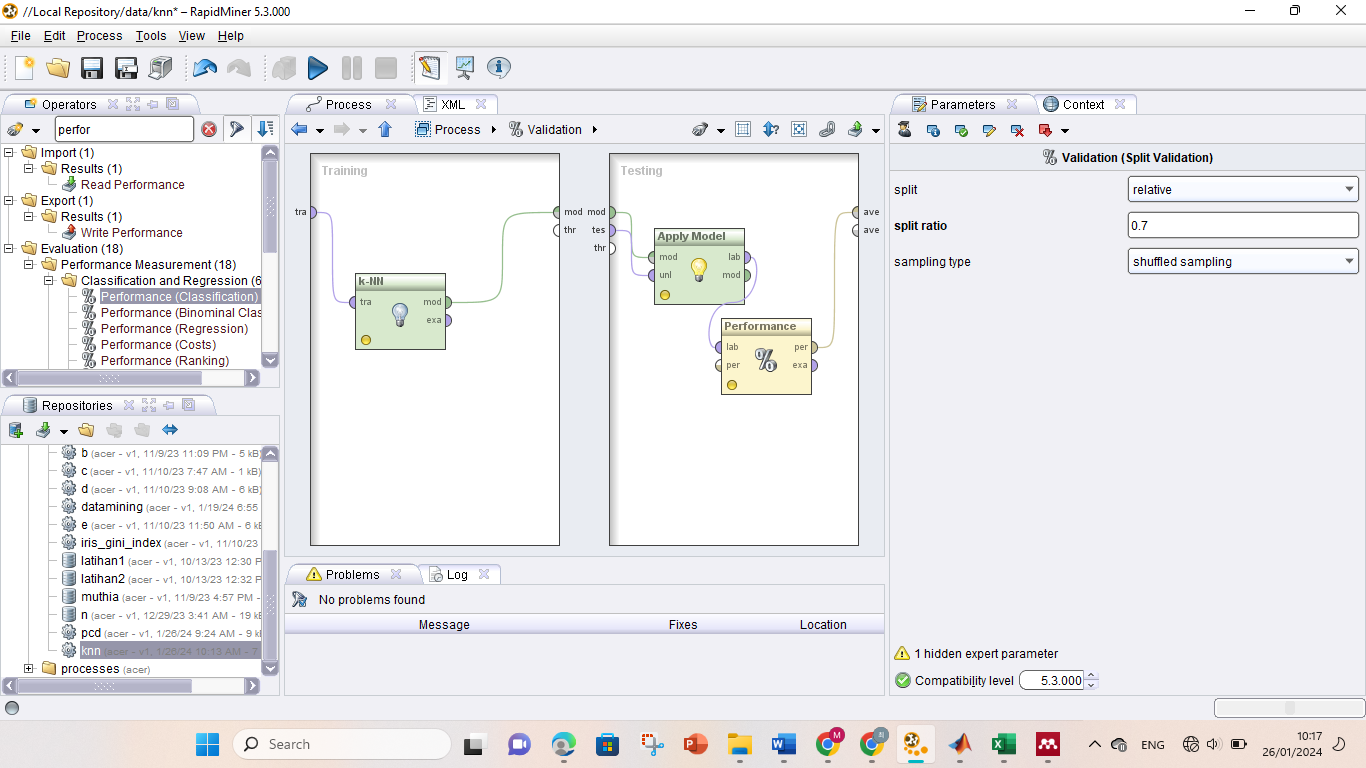 //Local Repository/data/knn* – RapidMiner 5.3.000
File Edit Process Tools View Help
Operators
perfor
Import (1)
Results (1)
Read Performance
Export (1)
Results (1)
Write Performance
Evaluation (18)
Performance Measurement (18)
Classification and Regression (6
Performance (Classification)
Performance (Binominal Clas
Performance (Regression)
Performance (Costs)
Performance (Ranking)
Repositories
b (acer - v1, 11/9/23 11:09 PM - 5 kB)
c (acer - v1, 11/10/23 7:47 AM - 1 kB)
d (acer - v1, 11/10/23 9:08 AM - 6 kB)
datamining (acer - v1, 1/19/24 6:55
e (acer - v1, 11/10/23 11:50 AM - 6 kB
iris_gini_index (acer - v1, 11/10/23
latihan1 (acer - v1, 10/13/23 12:30 P
latihan2 (acer - v1, 10/13/23 12:32 P
muthia (acer - v1, 11/9/23 4:57 PM -
n (acer - v1, 12/29/23 3:41 AM - 19 kB
pcd (acer - v1, 1/26/24 9:24 AM - 9 kB
knn (acer - v1, 1/26/24 10:13 AM - 7
processes (acer)
Process XML
Process Validation
Training
tra
k-NN
tra mod
exa
mod
thr
Testing
mod
tes
thr
Apply Model
mod lab
unl mod
Performance
lab per
per exa
ave
ave
Problems Log
No problems found
Message Fixes Location
Parameters Context
Validation (Split Validation)
split relative
split ratio 0.7
sampling type shuffled sampling
1 hidden expert parameter
Compatibility level 5.3.000
Search
M
ENG
10:17
26/01/2024